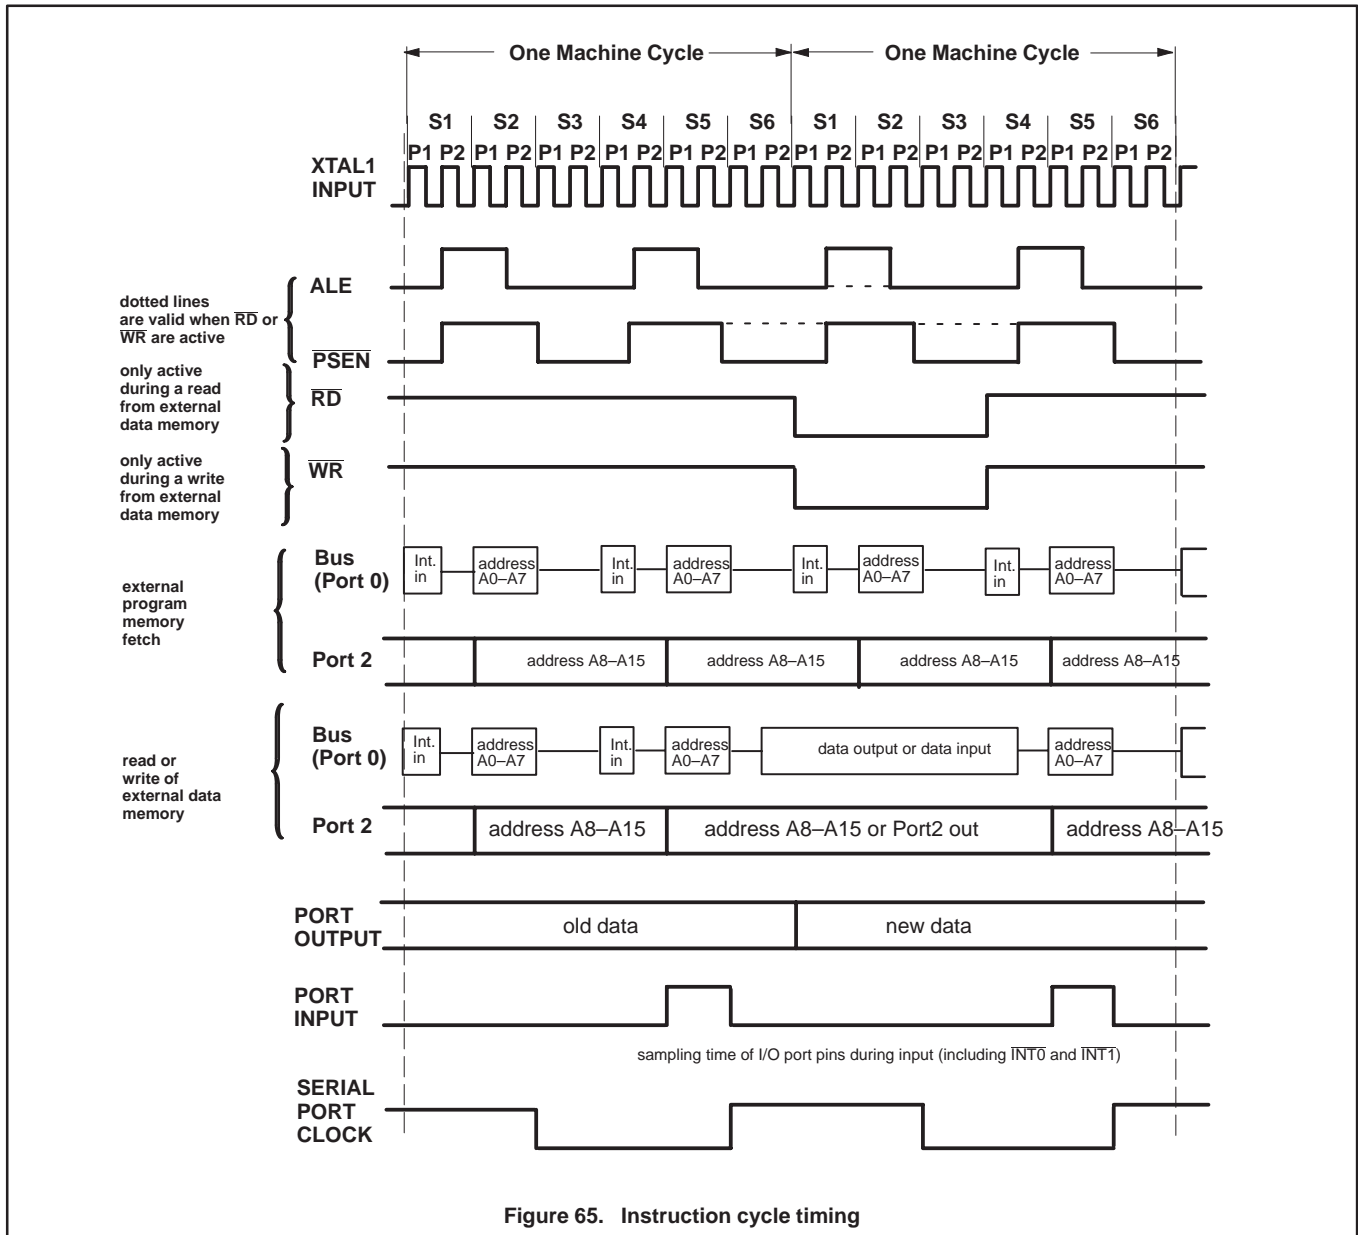 One Machine Cycle One Machine Cycle
S1 S2 S3 S4 S5 S6 S1 S2 S3 S4 S5 S6
P1 P2 P1 P2 P1 P2 P1 P2 P1 P2 P1 P2 P1 P2 P1 P2 P1 P2 P1 P2 P1 P2 P1 P2
XTAL1
INPUT
ALE
dotted lines
are valid when R̅D̅ or
W̅R̅ are active
P̅S̅E̅N̅
only active
during a read
from external
data memory
R̅D̅
only active
during a write
from external
data memory
W̅R̅
external
program
memory
fetch
Bus
(Port 0)
Int.
in
address
A0–A7
Int.
in
address
A0–A7
Int.
in
address
A0–A7
Int.
in
address
A0–A7
Port 2
address A8–A15 address A8–A15 address A8–A15 address A8–A15
read or
write of
external data
memory
Bus
(Port 0)
Int.
in
address
A0–A7
Int.
in
address
A0–A7
data output or data input
address
A0–A7
Port 2
address A8–A15 address A8–A15 or Port2 out address A8–A15
PORT
OUTPUT
old data new data
PORT
INPUT
sampling time of I/O port pins during input (including I̅N̅T̅0̅ and I̅N̅T̅1̅)
SERIAL
PORT
CLOCK
Figure 65. Instruction cycle timing